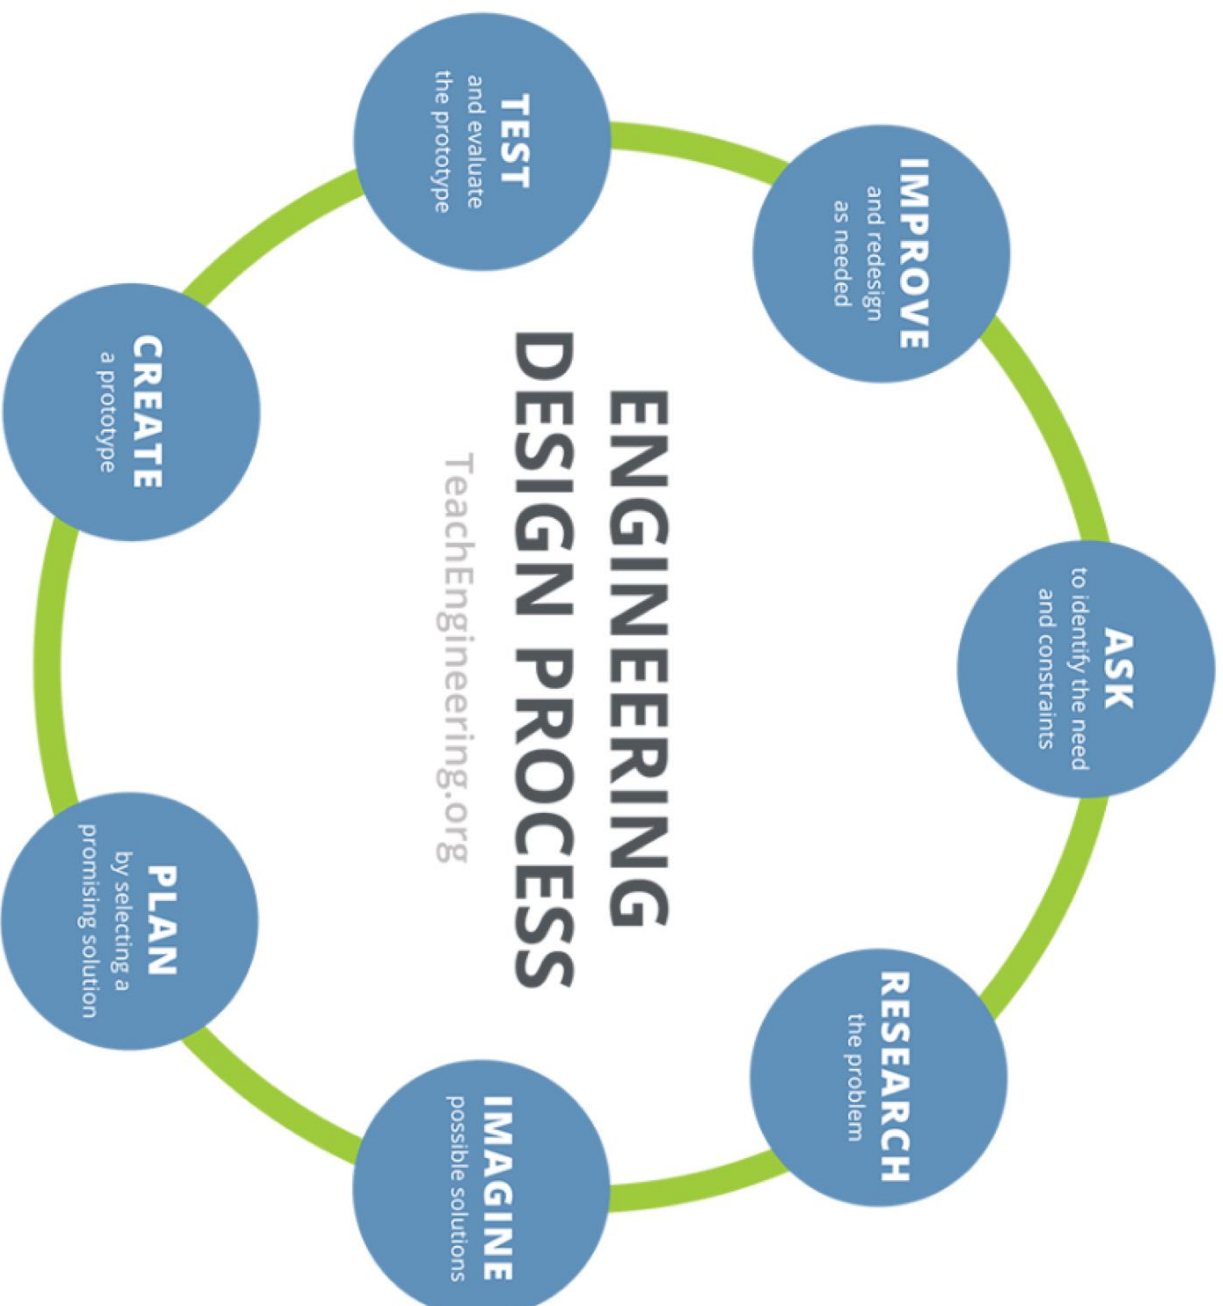 ENGINEERING
DESIGN PROCESS
TeachEngineering.org
ASK
to identify the need
and constraints
RESEARCH
the problem
IMAGINE
possible solutions
PLAN
by selecting a
promising solution
CREATE
a prototype
TEST
and evaluate
the prototype
IMPROVE
and redesign
as needed